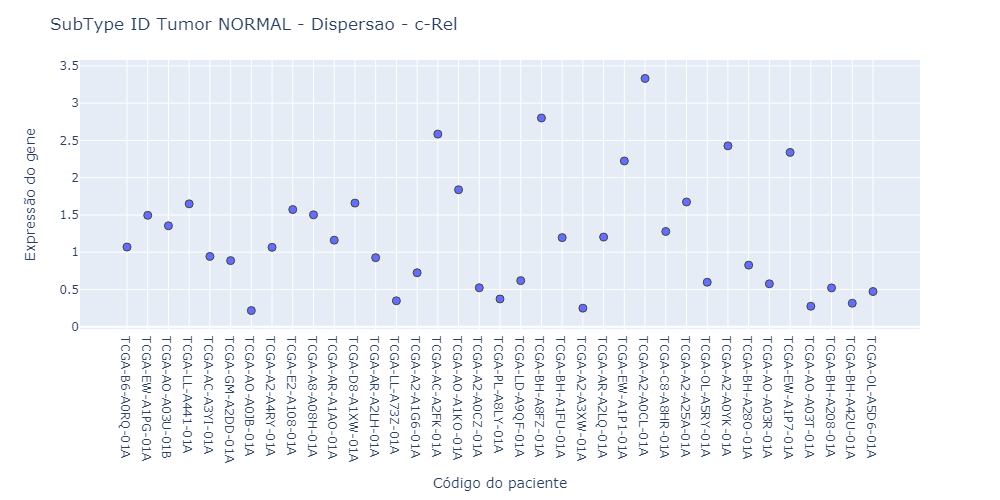 SubType ID Tumor NORMAL - Dispersao - c-Rel
Expressão do gene
3.5
3
2.5
2
1.5
1
0.5
0
TCGA-B6-A0RQ-01A
TCGA-EW-A1PG-01A
TCGA-AO-A03U-01B
TCGA-LL-A441-01A
TCGA-AC-A3YI-01A
TCGA-GM-A2DD-01A
TCGA-AO-A0JB-01A
TCGA-A2-A4RY-01A
TCGA-E2-A108-01A
TCGA-A8-A08H-01A
TCGA-AR-A1AO-01A
TCGA-D8-A1XW-01A
TCGA-AR-A2LH-01A
TCGA-LL-A73Z-01A
TCGA-A2-A1G6-01A
TCGA-AC-A2FK-01A
TCGA-AQ-A1KO-01A
TCGA-A2-A0CZ-01A
TCGA-PL-A8LY-01A
TCGA-LD-A9QF-01A
TCGA-BH-A8FZ-01A
TCGA-BH-A1FU-01A
TCGA-A2-A3XW-01A
TCGA-AR-A2LQ-01A
TCGA-EW-A1P1-01A
TCGA-A2-A0CL-01A
TCGA-C8-A8HR-01A
TCGA-A2-A25A-01A
TCGA-OL-A5RY-01A
TCGA-A2-A0YK-01A
TCGA-BH-A28O-01A
TCGA-AO-A03R-01A
TCGA-EW-A1P7-01A
TCGA-AO-A03T-01A
TCGA-BH-A208-01A
TCGA-BH-A42U-01A
TCGA-OL-A5D6-01A
Código do paciente